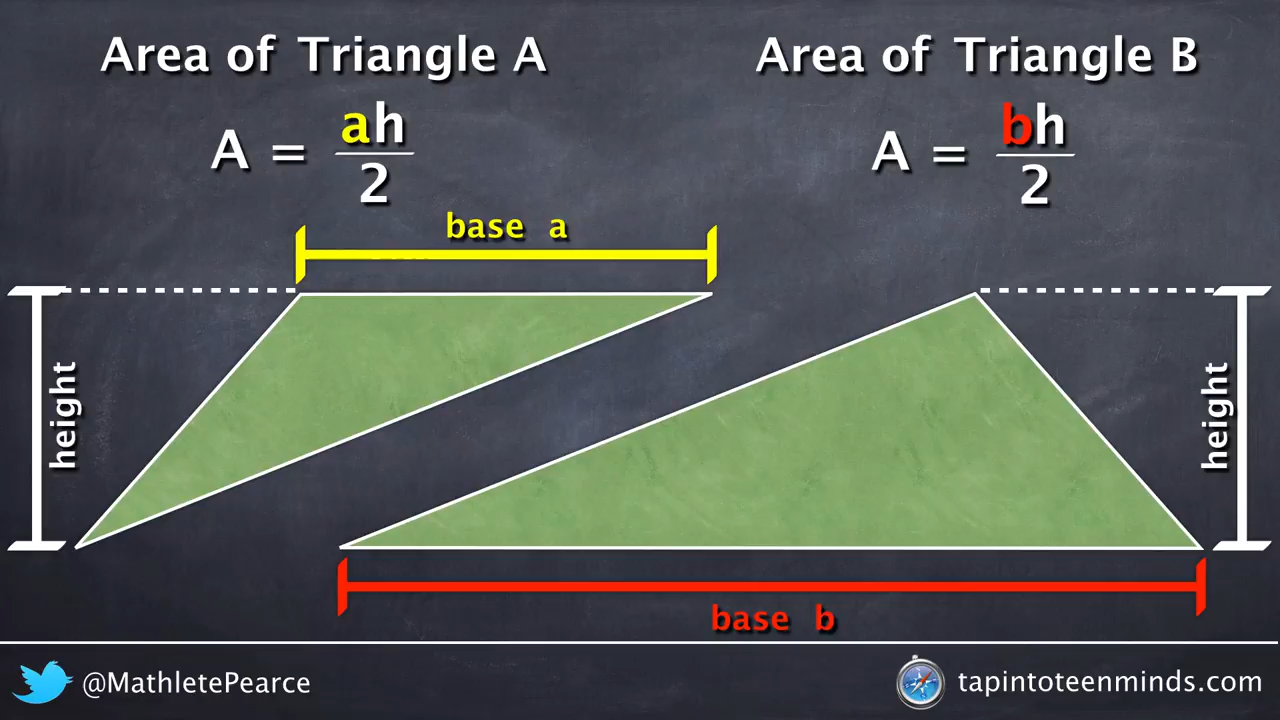 Area of Triangle A
A = ah/2
Area of Triangle B
A = bh/2
base a
height
height
base b
@MathletePearce
tapintoteenminds.com